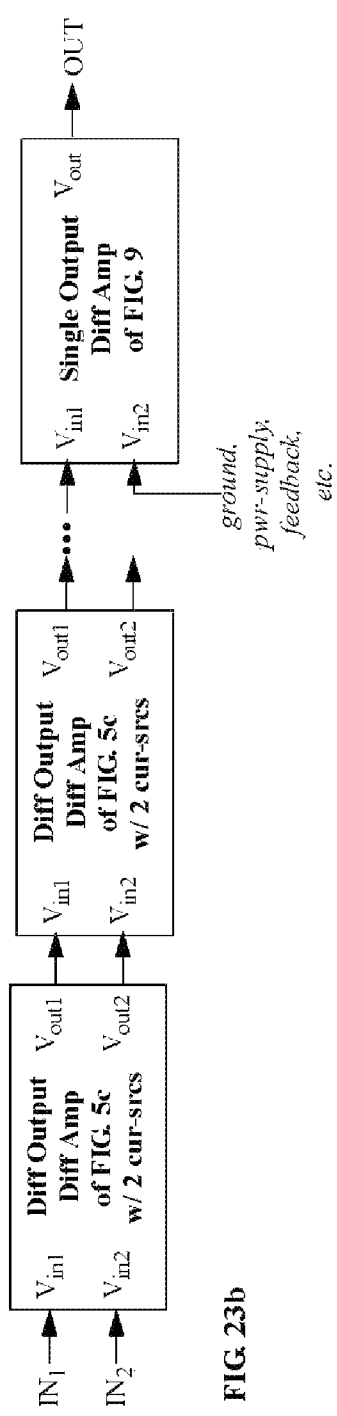 IN1
IN2
Vin1
Vin2
Diff Output
Diff Amp
of FIG. 5c
w/ 2 cur-srcs
Vout1
Vout2
Vin1
Vin2
Diff Output
Diff Amp
of FIG. 5c
w/ 2 cur-srcs
Vout1
Vout2
•••
Vin1
Vin2
Single Output
Diff Amp
of FIG. 9
Vout
OUT
ground,
pwr-supply,
feedback,
etc.
FIG. 23b